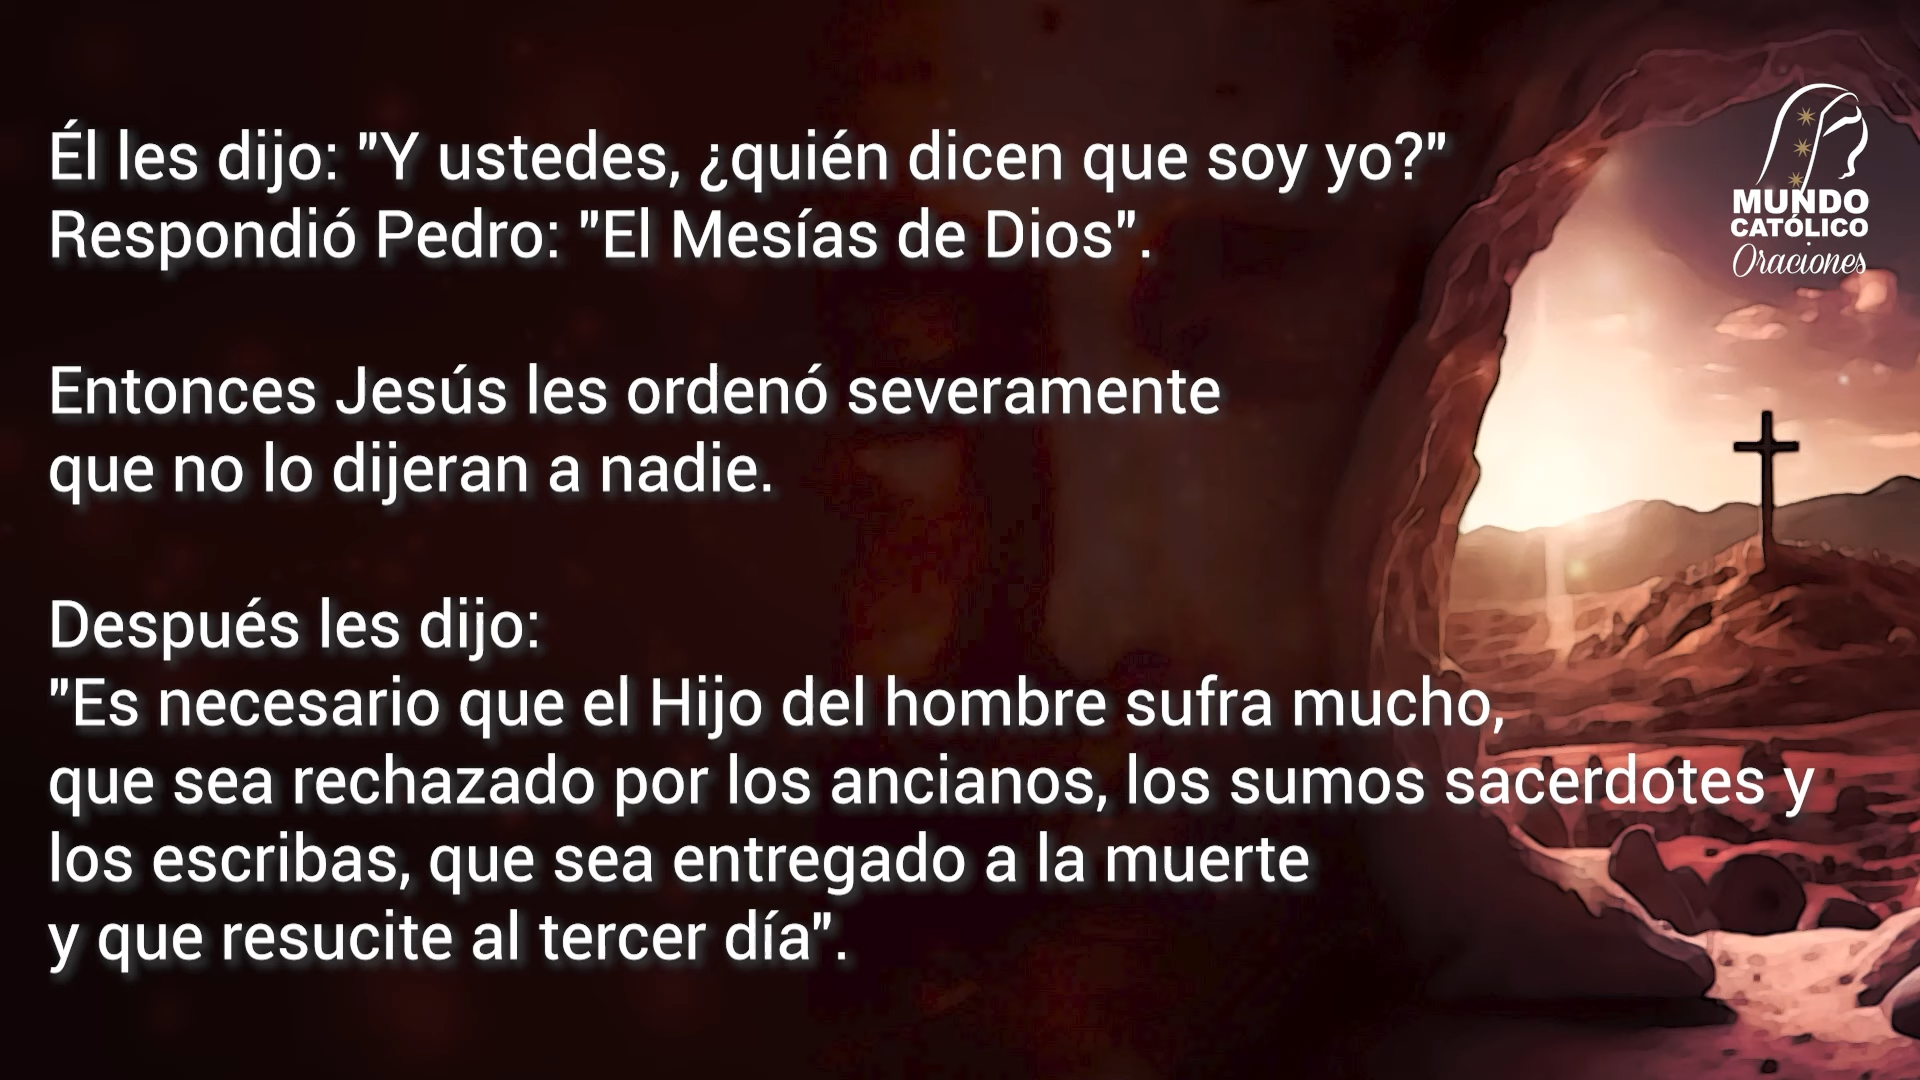 Él les dijo: "Y ustedes, ¿quién dicen que soy yo?"
Respondió Pedro: "El Mesías de Dios".
Entonces Jesús les ordenó severamente
que no lo dijeran a nadie.
Después les dijo:
"Es necesario que el Hijo del hombre sufra mucho,
que sea rechazado por los ancianos, los sumos sacerdotes y
los escribas, que sea entregado a la muerte
y que resucite al tercer día".
MUNDO
CATÓLICO
Oraciones